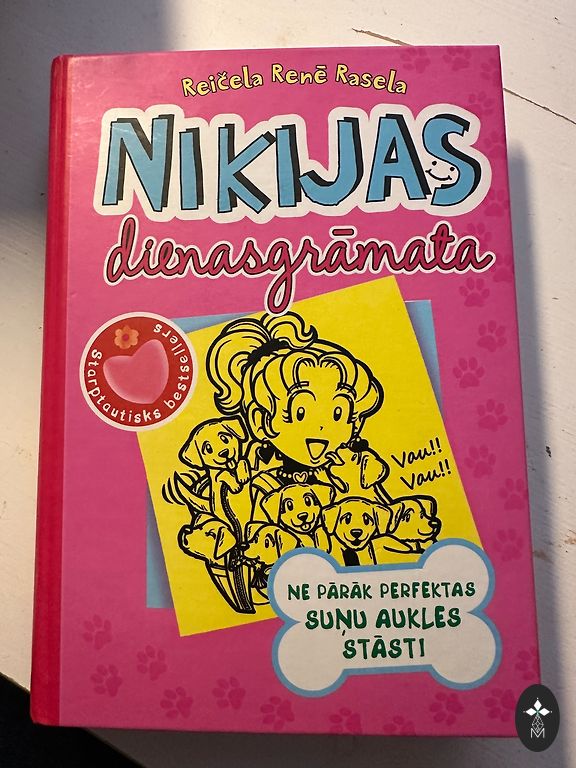 Reičela Renē Rasela
NIKIJAS
dienasgrāmata
Starptautisks bestsellers
Vau!!
Vau!!
NE PĀRĀK PERFEKTAS
SUŅU AUKLES
STĀSTI
M